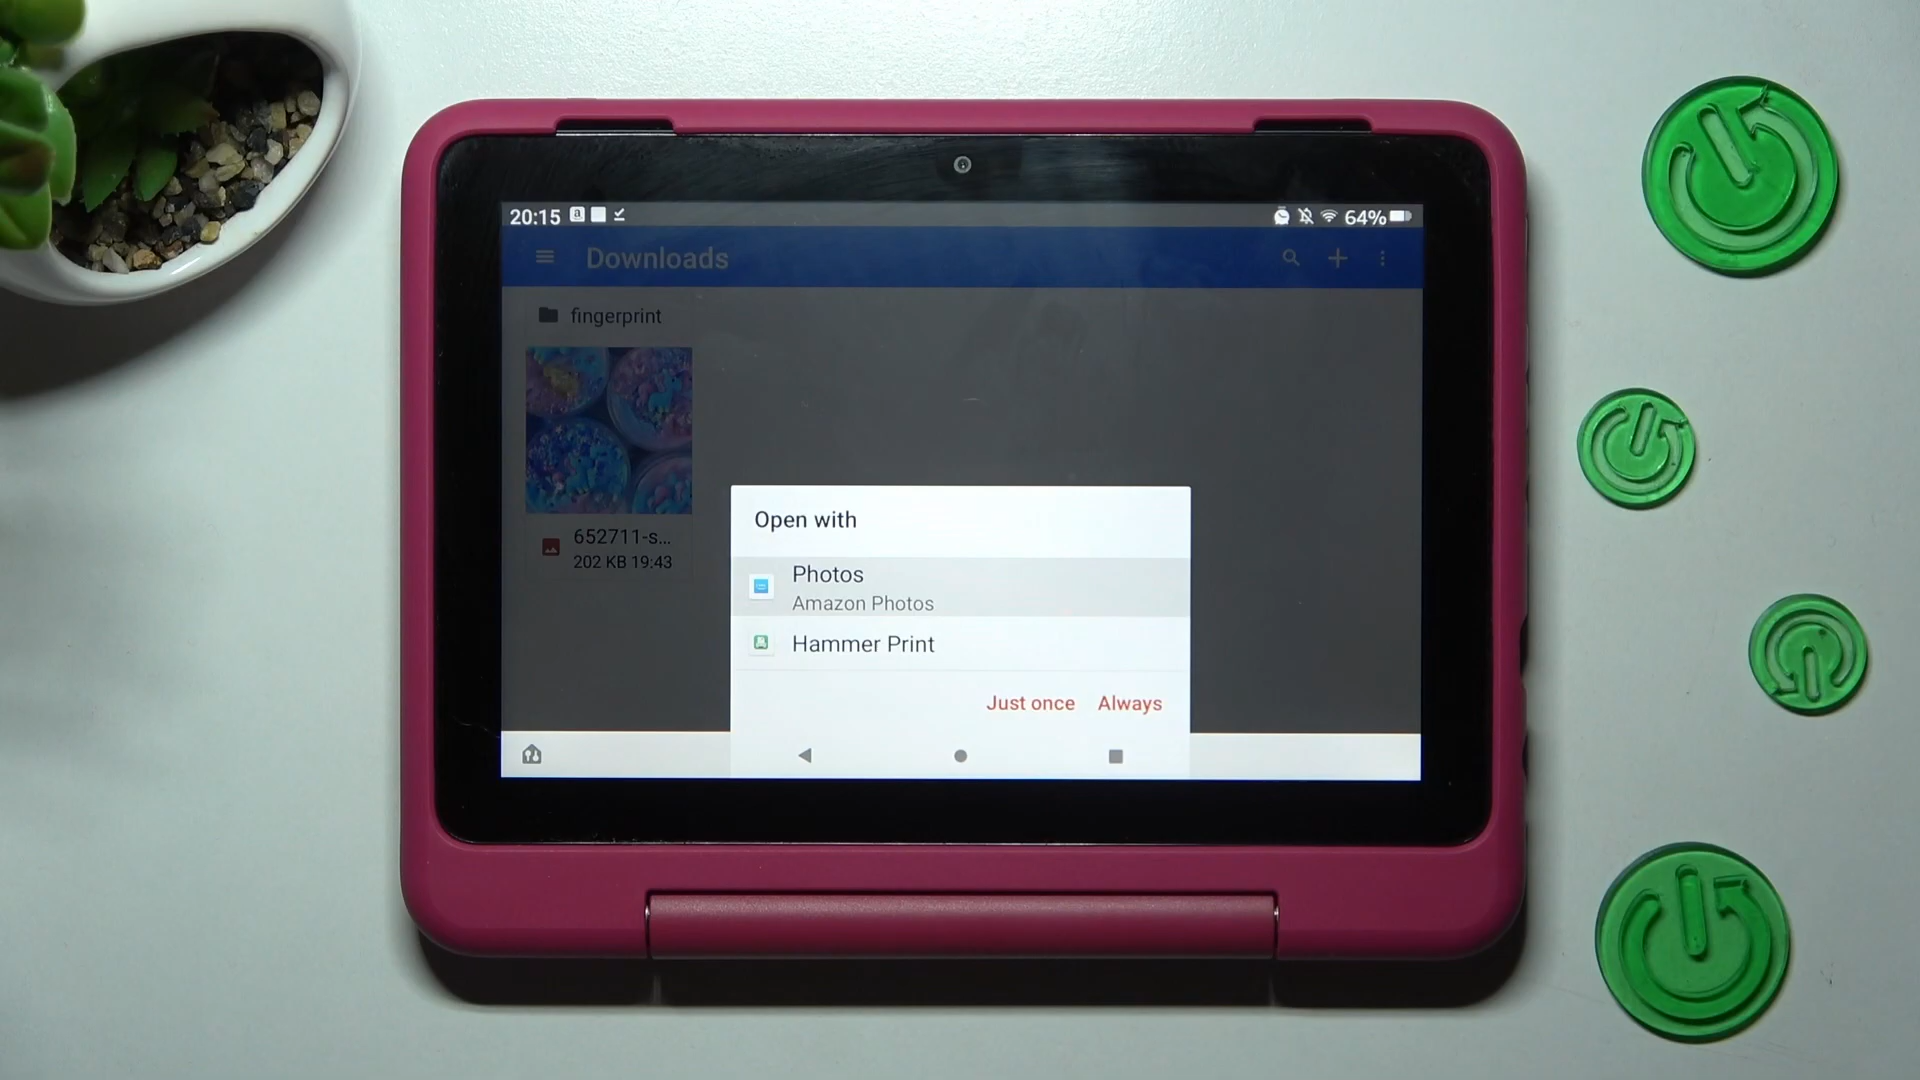 20:15
64%
Downloads
fingerprint
652711-s...
202 KB 19:43
Open with
Photos
Amazon Photos
Hammer Print
Just once Always